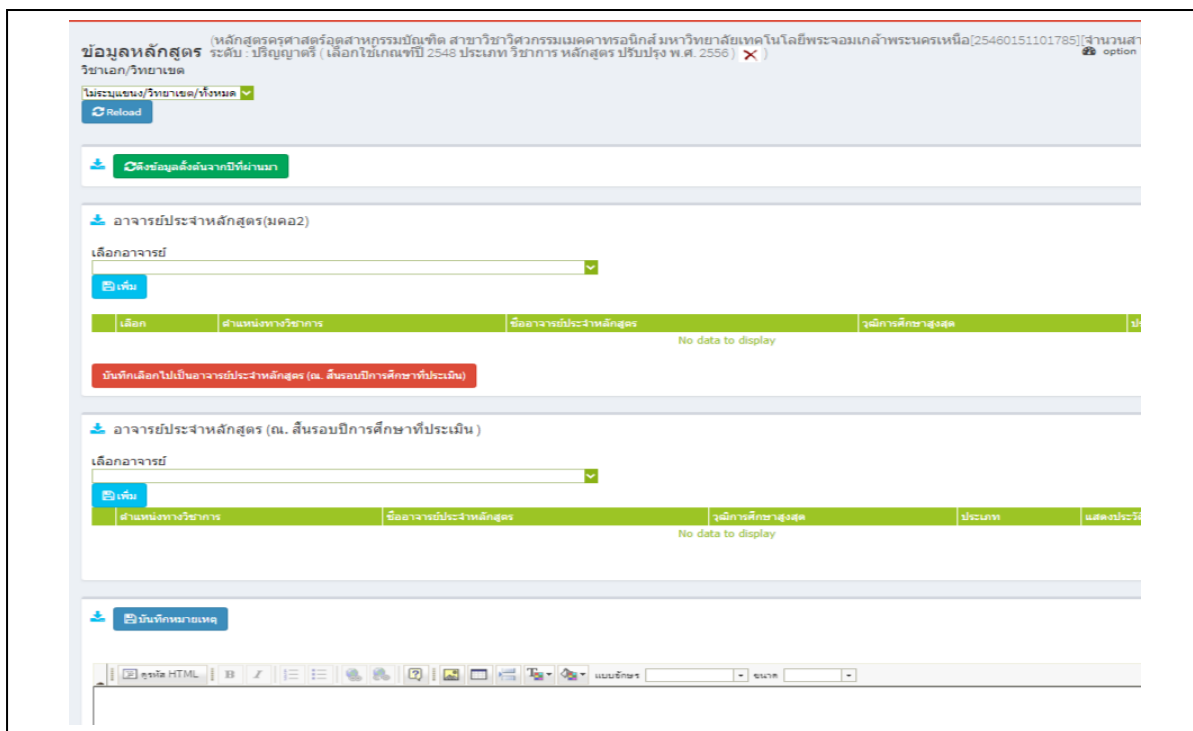 (หลักสูตรครุศาสตร์อุตสาหกรรมบัณฑิต สาขาวิชาวิศวกรรมเมคคาทรอนิกส์ มหาวิทยาลัยเทคโนโลยีพระจอมเกล้าพระนครเหนือ[25460151101785][จำนวนสา
ข้อมูลหลักสูตร ระดับ : ปริญญาตรี ( เลือกใช้เกณฑ์ปี 2548 ประเภท วิชาการ หลักสูตร ปรับปรุง พ.ศ. 2556 ) ) option
วิชาเอก/วิทยาเขต
ไม่ระบุแขนง/วิทยาเขต/ทั้งหมด
Reload
ดึงข้อมูลตั้งต้นจากปีที่ผ่านมา
อาจารย์ประจำหลักสูตร(มคอ2)
เลือกอาจารย์
เพิ่ม
เลือก ตำแหน่งทางวิชาการ ชื่ออาจารย์ประจำหลักสูตร วุฒิการศึกษาสูงสุด ปร
No data to display
บันทึกเลือกไปเป็นอาจารย์ประจำหลักสูตร (ณ. สิ้นรอบปีการศึกษาที่ประเมิน)
อาจารย์ประจำหลักสูตร (ณ. สิ้นรอบปีการศึกษาที่ประเมิน )
เลือกอาจารย์
เพิ่ม
ตำแหน่งทางวิชาการ ชื่ออาจารย์ประจำหลักสูตร วุฒิการศึกษาสูงสุด ประเภท แสดงประวัติ
No data to display
บันทึกหมายเหตุ
ดูรหัส HTML B I แบบอักษร ขนาด